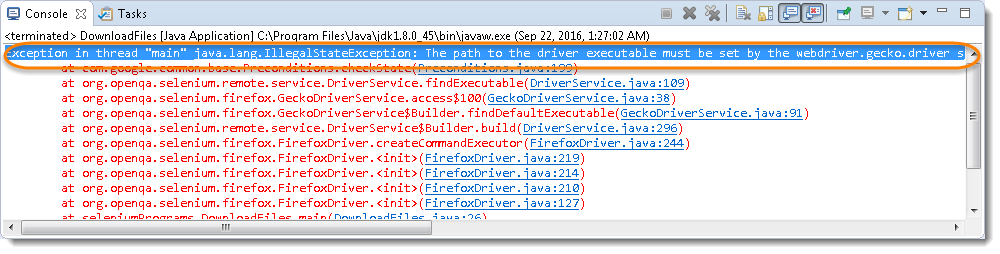 Console Tasks
<terminated> DownloadFiles [Java Application] C:\Program Files\Java\jdk1.8.0_45\bin\javaw.exe (Sep 22, 2016, 1:27:02 AM)
Exception in thread "main" java.lang.IllegalStateException: The path to the driver executable must be set by the webdriver.gecko.driver s
at com.google.common.base.Preconditions.checkState(Preconditions.java:199)
at org.openqa.selenium.remote.service.DriverService.findExecutable(DriverService.java:109)
at org.openqa.selenium.firefox.GeckoDriverService.access$100(GeckoDriverService.java:38)
at org.openqa.selenium.firefox.GeckoDriverService$Builder.findDefaultExecutable(GeckoDriverService.java:91)
at org.openqa.selenium.remote.service.DriverService$Builder.build(DriverService.java:296)
at org.openqa.selenium.firefox.FirefoxDriver.createCommandExecutor(FirefoxDriver.java:244)
at org.openqa.selenium.firefox.FirefoxDriver.<init>(FirefoxDriver.java:219)
at org.openqa.selenium.firefox.FirefoxDriver.<init>(FirefoxDriver.java:214)
at org.openqa.selenium.firefox.FirefoxDriver.<init>(FirefoxDriver.java:210)
at org.openqa.selenium.firefox.FirefoxDriver.<init>(FirefoxDriver.java:127)
at seleniumPrograms.DownloadFiles.main(DownloadFiles.java:26)